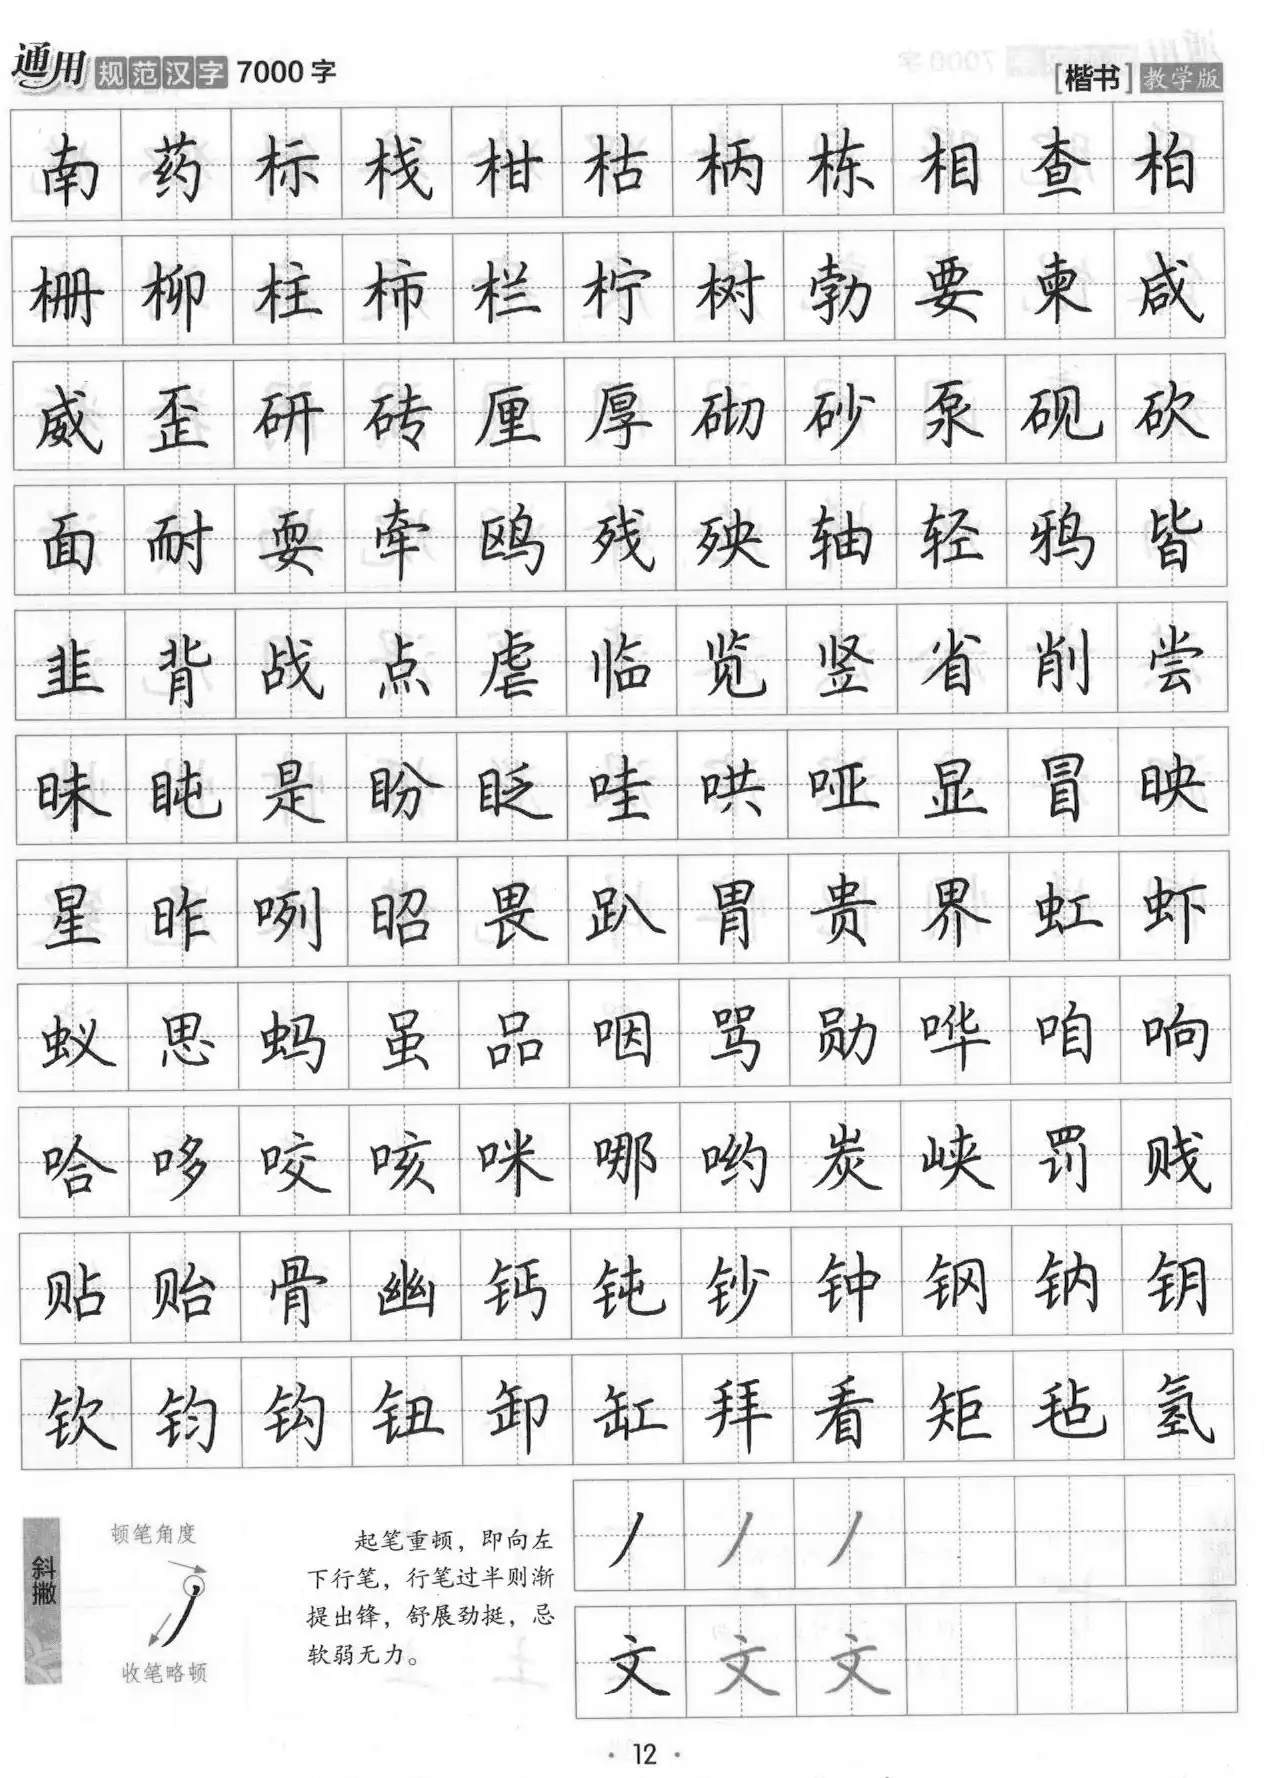 通用规范汉字7000字
[楷书]教学版
南药标栈柑枯柄栋相查柏
栅柳柱柿栏柠树勃要柬咸
威歪研砖厘厚砌砂泵砚砍
面耐耍牵鸥残殃轴轻鸦皆
韭背战点虐临览竖省削尝
昧盹是盼眨哇哄哑显冒映
星昨咧昭畏趴胃贵界虹虾
蚁思蚂虽品咽骂勋哗咱响
哈哆咬咳咪哪哟炭峡罚贱
贴贻骨幽钙钝钞钟钢钠钥
钦钧钩钮卸缸拜看矩毡氢
斜撇
顿笔角度
收笔略顿
起笔重顿，即向左
下行笔，行笔过半则渐
提出锋，舒展劲挺，忌
软弱无力。
丿丿丿
文文文
·12·